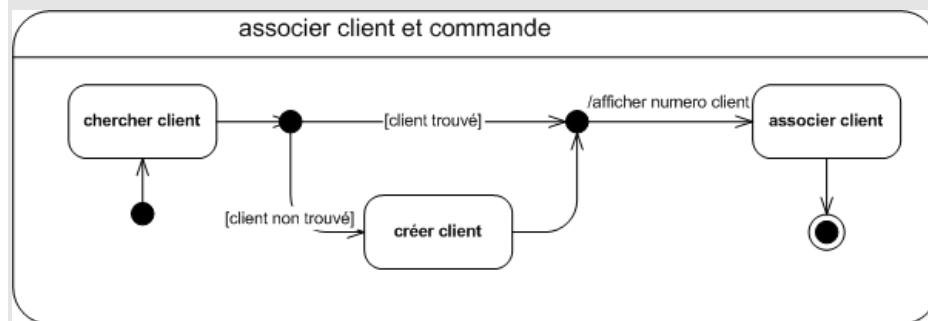 associer client et commande
chercher client
[client trouvé]
/afficher numero client
associer client
[client non trouvé]
créer client